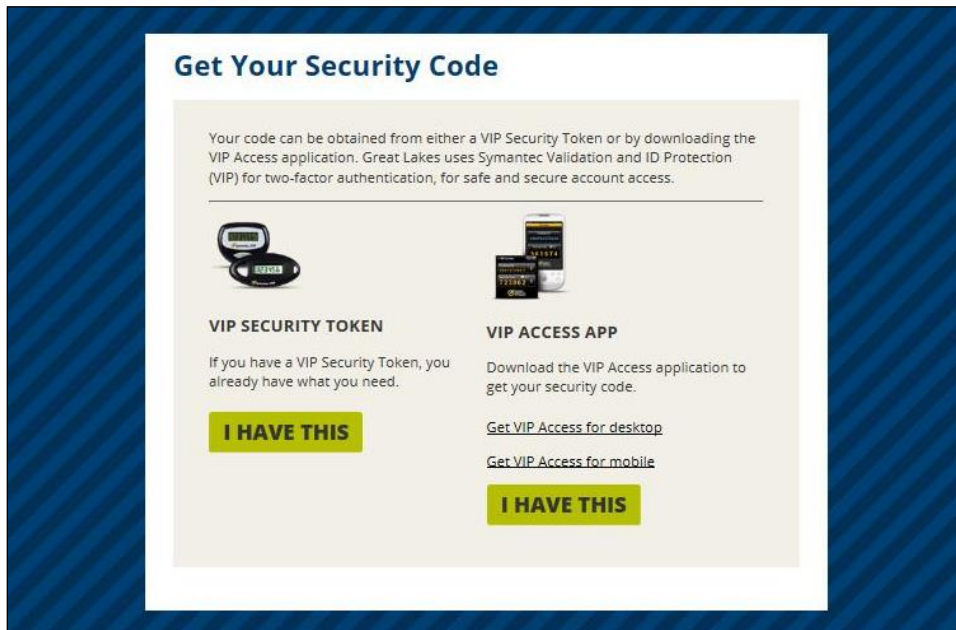 Get Your Security Code
Your code can be obtained from either a VIP Security Token or by downloading the
VIP Access application. Great Lakes uses Symantec Validation and ID Protection
(VIP) for two-factor authentication, for safe and secure account access.
VIP SECURITY TOKEN
If you have a VIP Security Token, you
already have what you need.
I HAVE THIS
VIP ACCESS APP
Download the VIP Access application to
get your security code.
Get VIP Access for desktop
Get VIP Access for mobile
I HAVE THIS